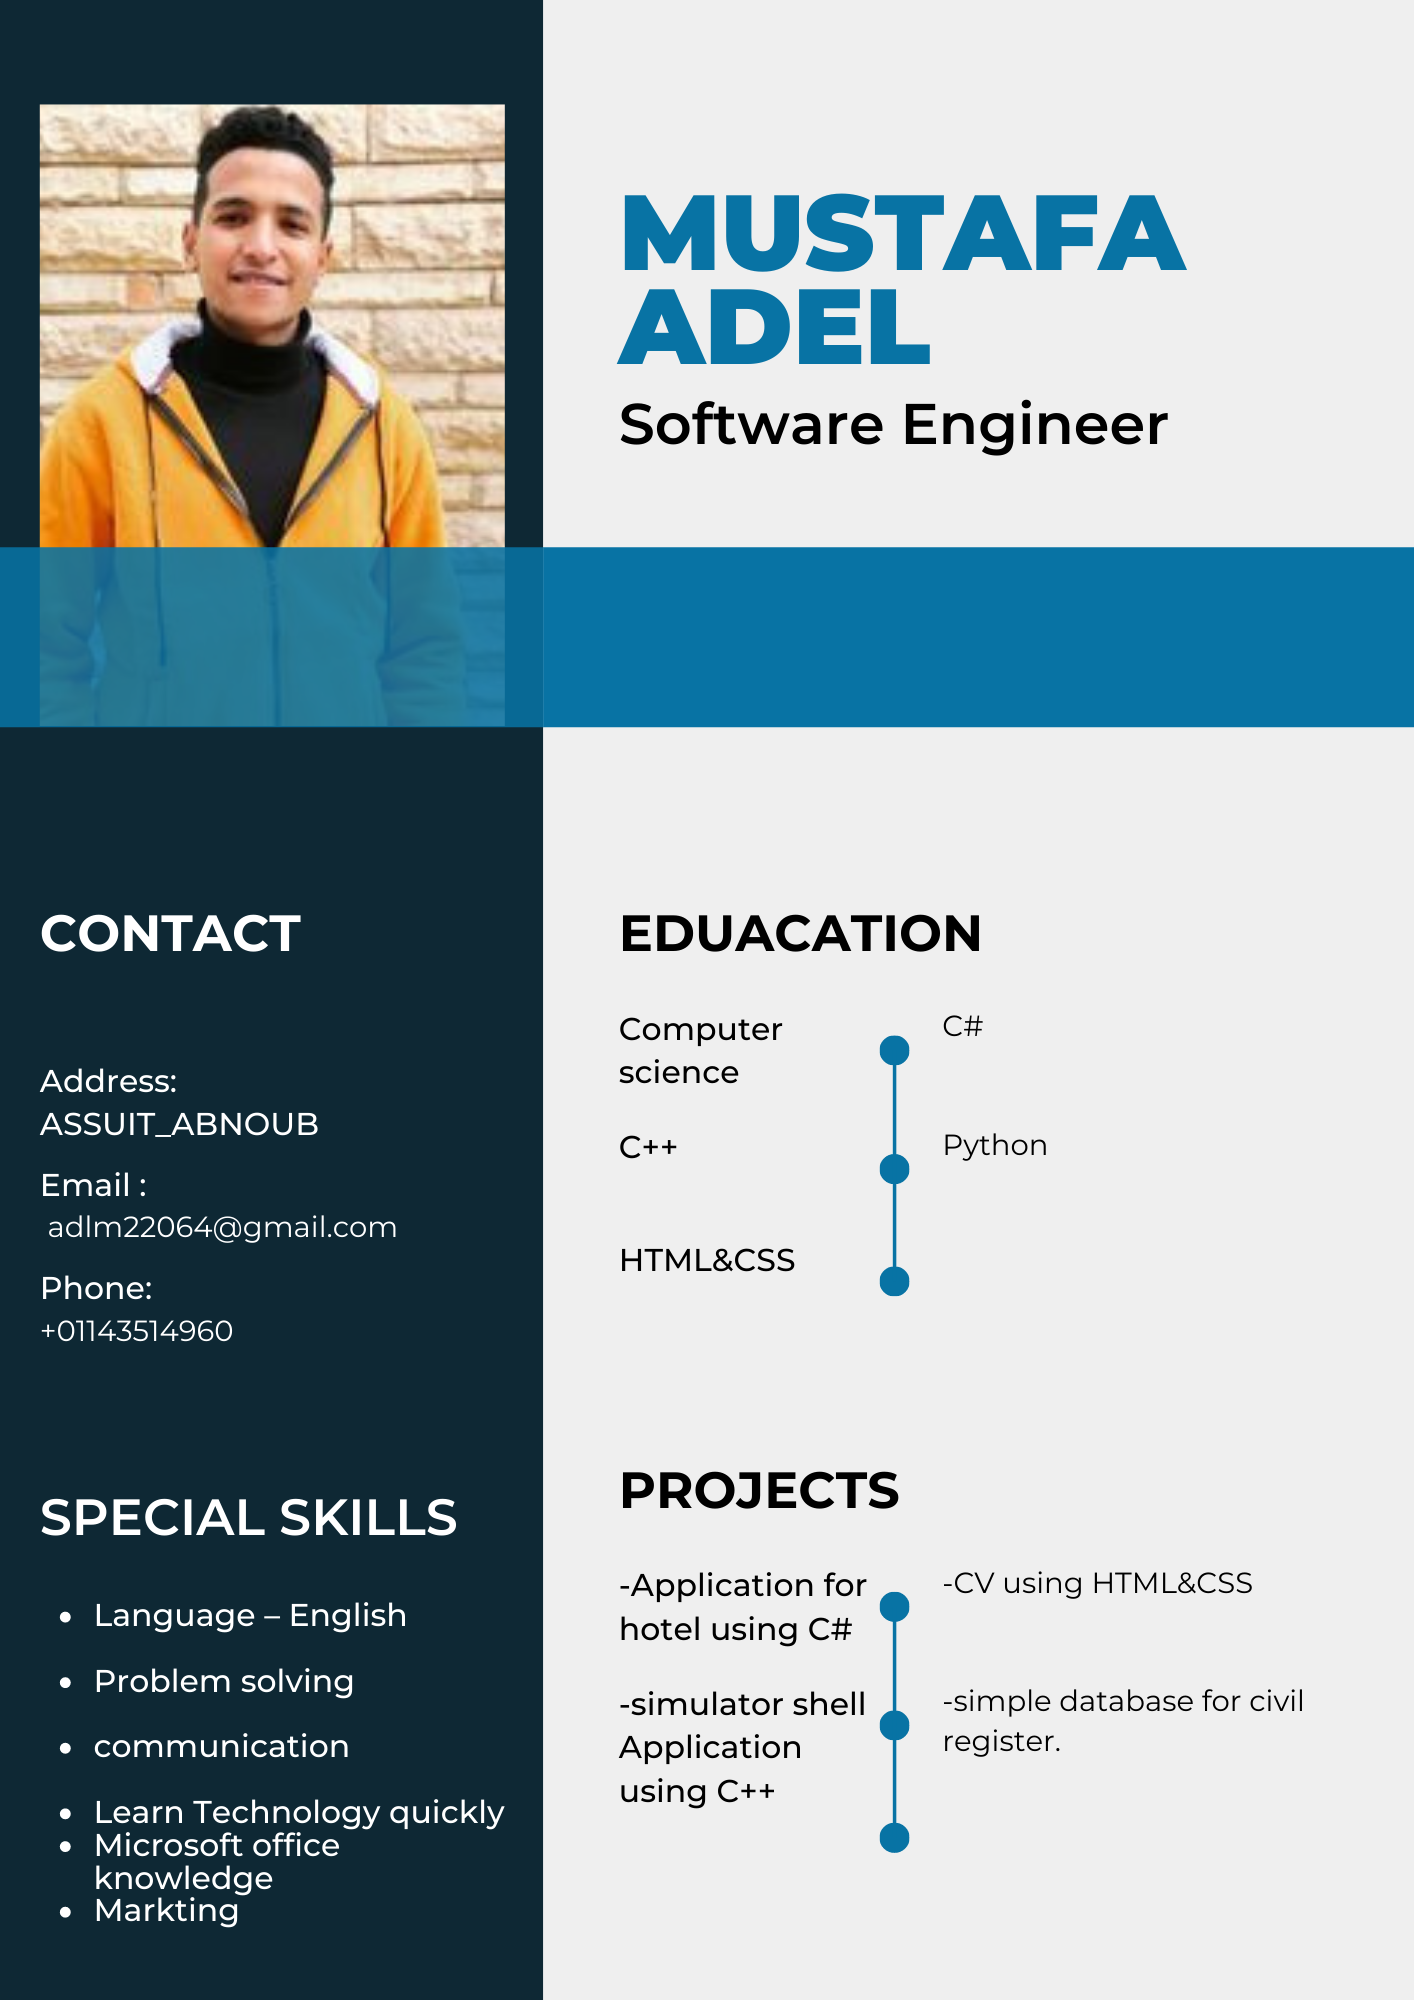 MUSTAFA
ADEL
Software Engineer
CONTACT
Address:
ASSUIT_ABNOUB
Email :
adlm22064@gmail.com
Phone:
+01143514960
SPECIAL SKILLS
Language – English
Problem solving
communication
Learn Technology quickly
Microsoft office
knowledge
Markting
EDUACATION
Computer
science
C#
C++
Python
HTML&CSS
PROJECTS
-Application for
hotel using C#
-CV using HTML&CSS
-simulator shell
Application
using C++
-simple database for civil
register.